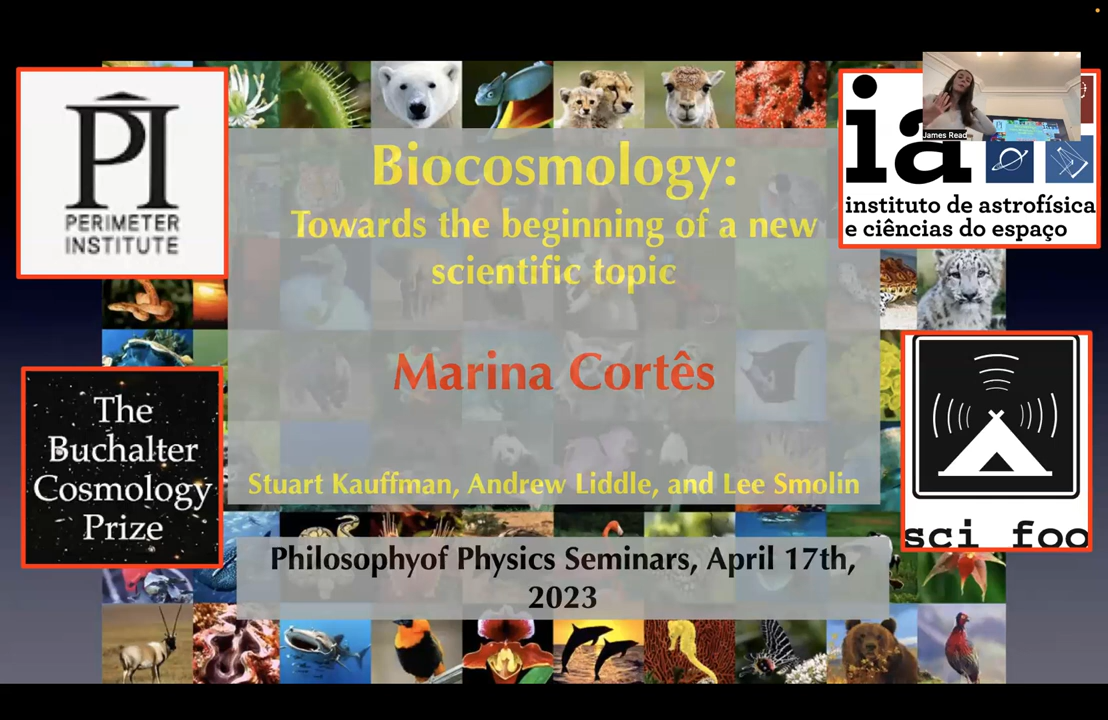 PI
PERIMETER
INSTITUTE
ia
James Read
instituto de astrofísica
e ciências do espaço
Biocosmology:
Towards the beginning of a new
scientific topic
Marina Cortês
Stuart Kauffman, Andrew Liddle, and Lee Smolin
The
Buchalter
Cosmology
Prize
sci foo
Philosophyof Physics Seminars, April 17th,
2023